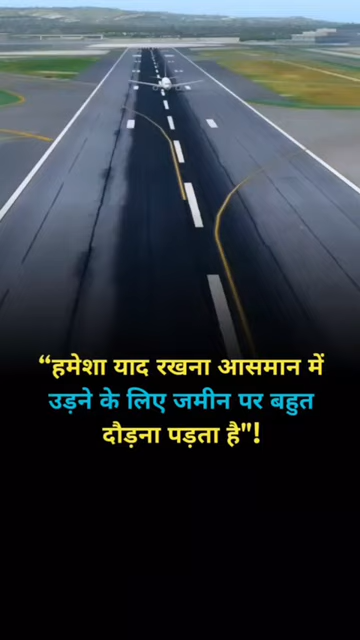 “हमेशा याद रखना आसमान में
उड़ने के लिए जमीन पर बहुत
दौड़ना पड़ता है"!